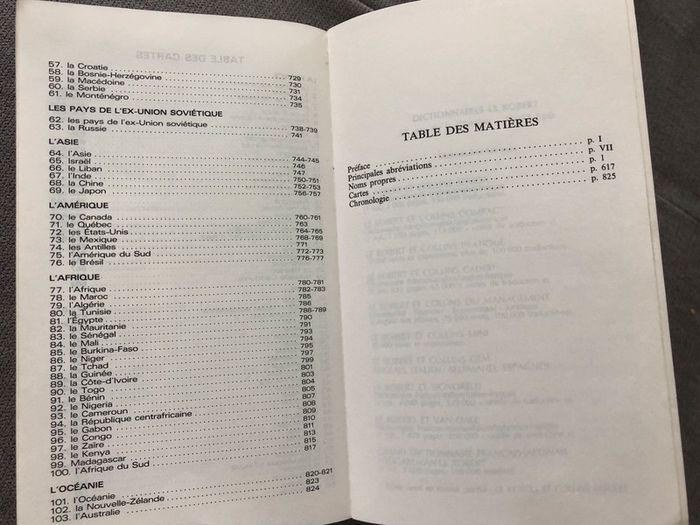 57. la Croatie ..... 729
58. la Bosnie-Herzégovine ..... 730
59. la Macédoine ..... 731
60. la Serbie ..... 734
61. le Monténégro ..... 735
LES PAYS DE L'EX-UNION SOVIÉTIQUE
62. les pays de l'ex-Union soviétique ..... 738-739
63. la Russie ..... 741
L'ASIE
64. l'Asie ..... 744-745
65. Israël ..... 746
66. le Liban ..... 747
67. l'Inde ..... 750-751
68. la Chine ..... 752-753
69. le Japon ..... 756-757
L'AMÉRIQUE
70. le Canada ..... 760-761
71. le Québec ..... 763
72. les États-Unis ..... 764-765
73. le Mexique ..... 768-769
74. les Antilles ..... 771
75. l'Amérique du Sud ..... 772-773
76. le Brésil ..... 776-777
L'AFRIQUE
77. l'Afrique ..... 780-781
78. le Maroc ..... 782-783
79. l'Algérie ..... 785
80. la Tunisie ..... 786
81. l'Égypte ..... 788-789
82. la Mauritanie ..... 790
83. le Sénégal ..... 791
84. le Mali ..... 793
85. le Burkina-Faso ..... 794
86. le Niger .....
87. le Tchad ..... 797
88. la Guinée ..... 799
89. la Côte-d'Ivoire ..... 801
90. le Togo ..... 803
91. le Bénin ..... 804
92. le Nigeria ..... 805
93. le Cameroun .....
94. la République centrafricaine ..... 808
95. le Gabon ..... 809
96. le Congo ..... 810
97. le Zaïre ..... 811
98. le Kenya ..... 813
99. Madagascar ..... 815
100. l'Afrique du Sud ..... 817
L'OCÉANIE
101. l'Océanie ..... 820-821
102. la Nouvelle-Zélande ..... 823
103. l'Australie ..... 824
TABLE DES MATIÈRES
Préface ..... p. I
Principales abréviations ..... p. VII
Noms propres ..... p. 1
Cartes ..... p. 617
Chronologie ..... p. 825